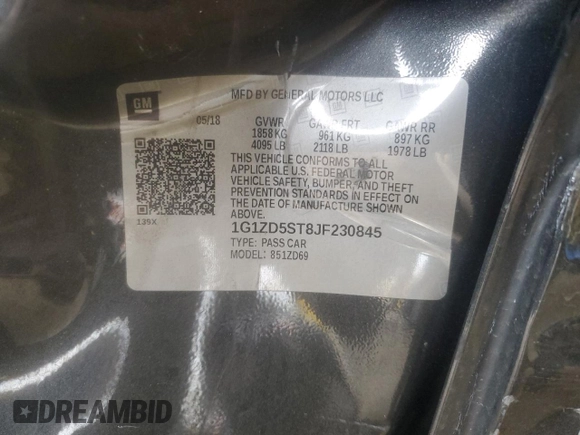 GM
MFD BY GENERAL MOTORS LLC
05/18 GVWR GAWR FRT GAWR RR
1858 KG 961 KG 897 KG
4095 LB 2118 LB 1978 LB
THIS VEHICLE CONFORMS TO ALL
APPLICABLE U.S. FEDERAL MOTOR
VEHICLE SAFETY, BUMPER, AND THEFT
PREVENTION STANDARDS IN EFFECT ON
THE DATE OF MANUFACTURE SHOWN
ABOVE.
139X
1G1ZD5ST8JF230845
TYPE: PASS CAR
MODEL: 851ZD69
DREAMBID